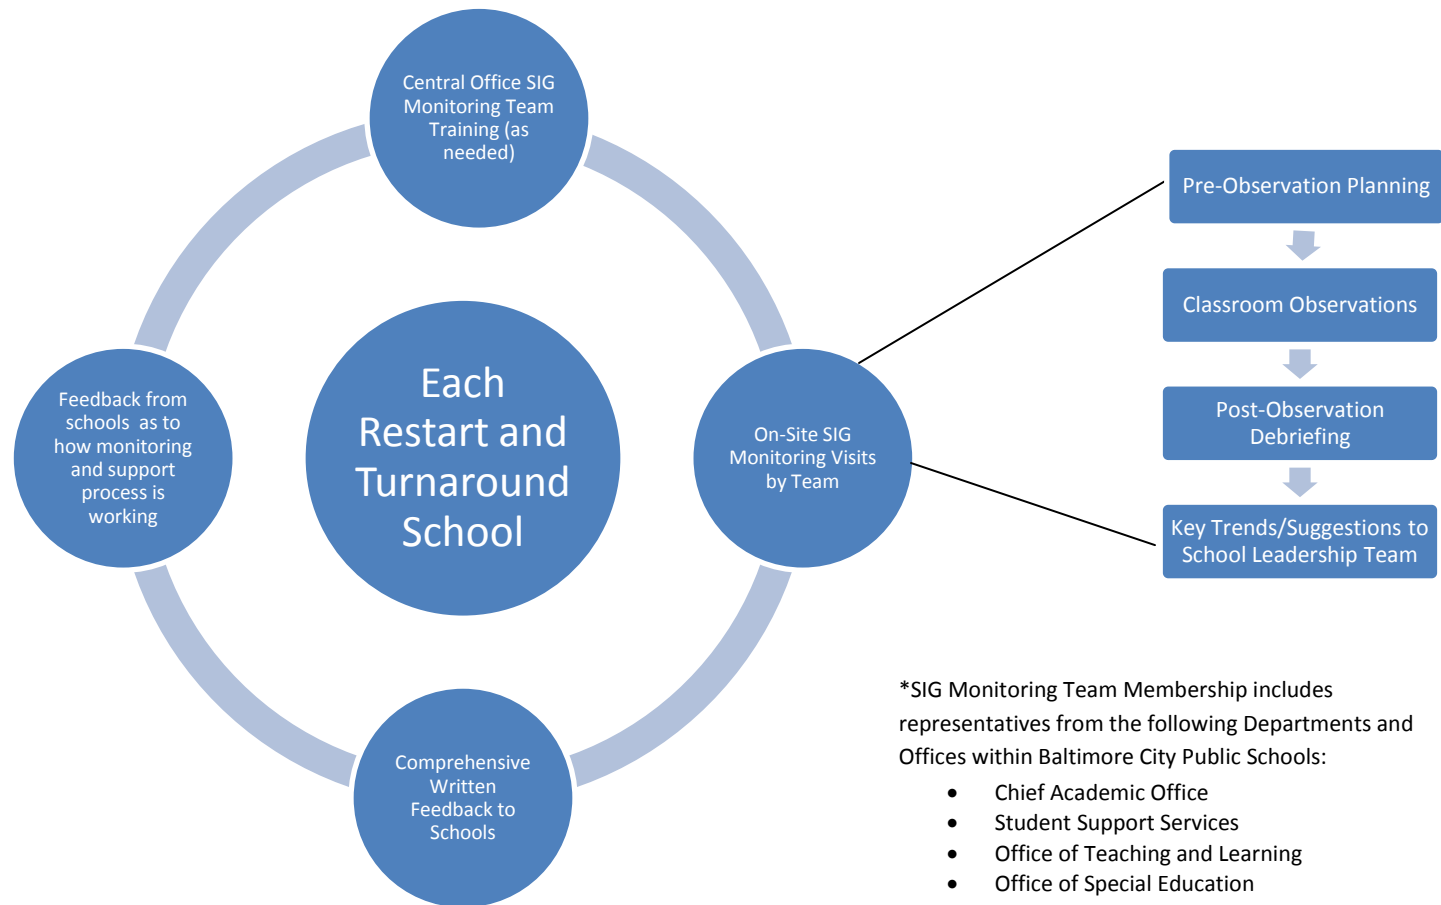 Central Office SIG
Monitoring Team
Training (as
needed)
Each
Restart and
Turnaround
School
Feedback from
schools as to
how monitoring
and support
process is
working
On-Site SIG
Monitoring Visits
by Team
Comprehensive
Written
Feedback to
Schools
Pre-Observation Planning
Classroom Observations
Post-Observation
Debriefing
Key Trends/Suggestions to
School Leadership Team
*SIG Monitoring Team Membership includes
representatives from the following Departments and
Offices within Baltimore City Public Schools:
• Chief Academic Office
• Student Support Services
• Office of Teaching and Learning
• Office of Special Education